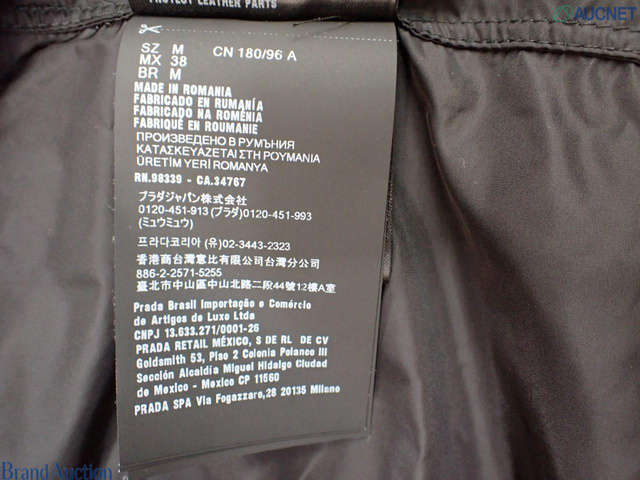 PROTECT LEATHER PARTS
AUCNET
SZ M CN 180/96 A
MX 38
BR M
MADE IN ROMANIA
FABRICADO EN RUMANÍA
FABRICADO NA ROMÊNIA
FABRIQUÉ EN ROUMANIE
ПРОИЗВЕДЕНО В РУМЪНИЯ
ΚΑΤΑΣΚΕΥΑΖΕΤΑΙ ΣΤΗ ΡΟΥΜΑΝΙΑ
ÜRETİM YERİ ROMANYA
RN.98339 - CA.34767
プラダジャパン株式会社
0120-451-913 (プラダ)0120-451-993
(ミュウミュウ)
프라다코리아 (유)02-3443-2323
香港商台灣意比有限公司台灣分公司
886-2-2571-5255
臺北市中山區中山北路二段44號12樓A室
Prada Brasil Importação e Comércio
de Artigos de Luxo Ltda
CNPJ 13.633.271/0001-26
PRADA RETAIL MÉXICO, S DE RL DE CV
Goldsmith 53, Piso 2 Colonia Polanco III
Sección Alcaldía Miguel Hidalgo Ciudad
de Mexico - Mexico CP 11560
PRADA SPA Via Fogazzaro,28 20135 Milano
Brand Auction